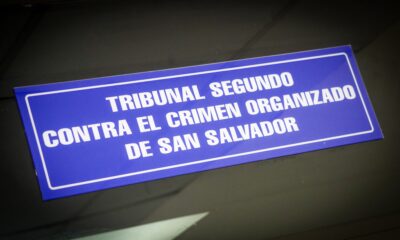 TRIBUNAL SEGUNDO
CONTRA EL CRIMEN ORGANIZADO
DE SAN SALVADOR